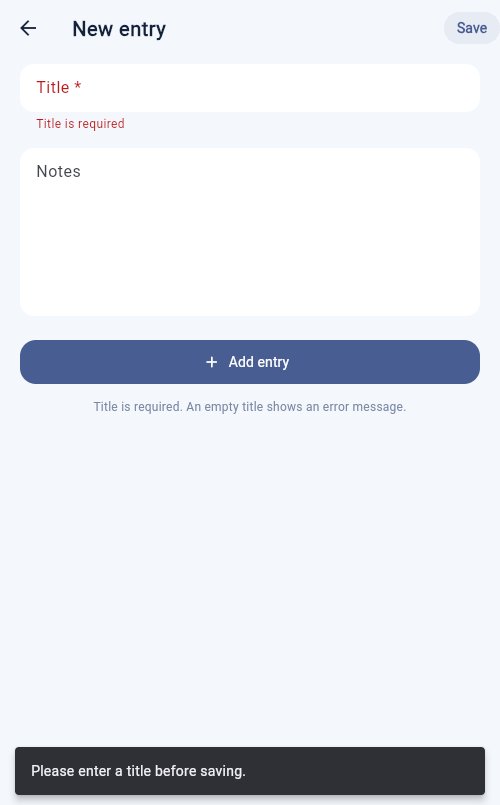 New entry
Save
Title *
Title is required
Notes
Add entry
Title is required. An empty title shows an error message.
Please enter a title before saving.